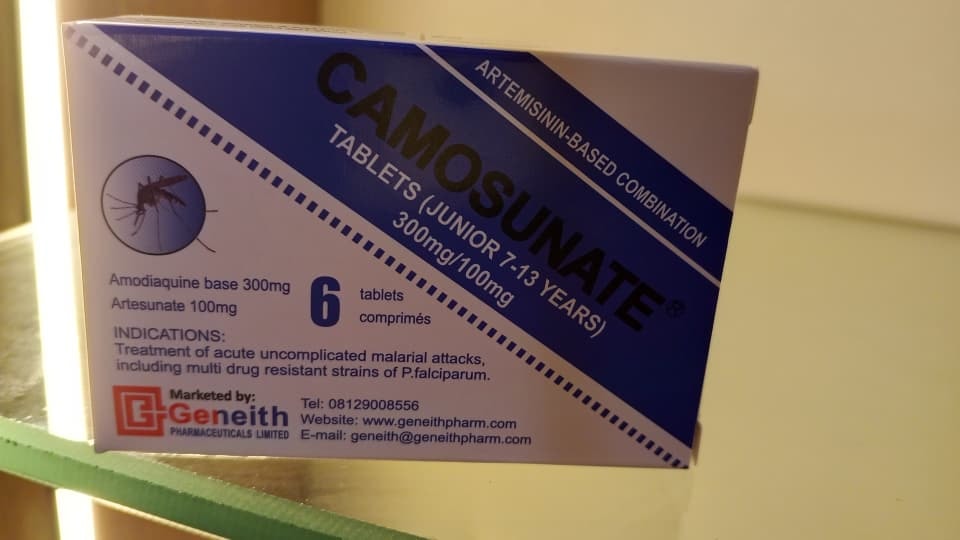 ARTEMISININ-BASED COMBINATION
CAMOSUNATE®
TABLETS (JUNIOR 7-13 YEARS)
300mg/100mg
Amodiaquine base 300mg
Artesunate 100mg
6
tablets
comprimés
INDICATIONS:
Treatment of acute uncomplicated malarial attacks,
including multi drug resistant strains of P.falciparum.
Marketed by:
Geneith
PHARMACEUTICALS LIMITED
Tel: 08129008556
Website: www.geneithpharm.com
E-mail: geneith@geneithpharm.com